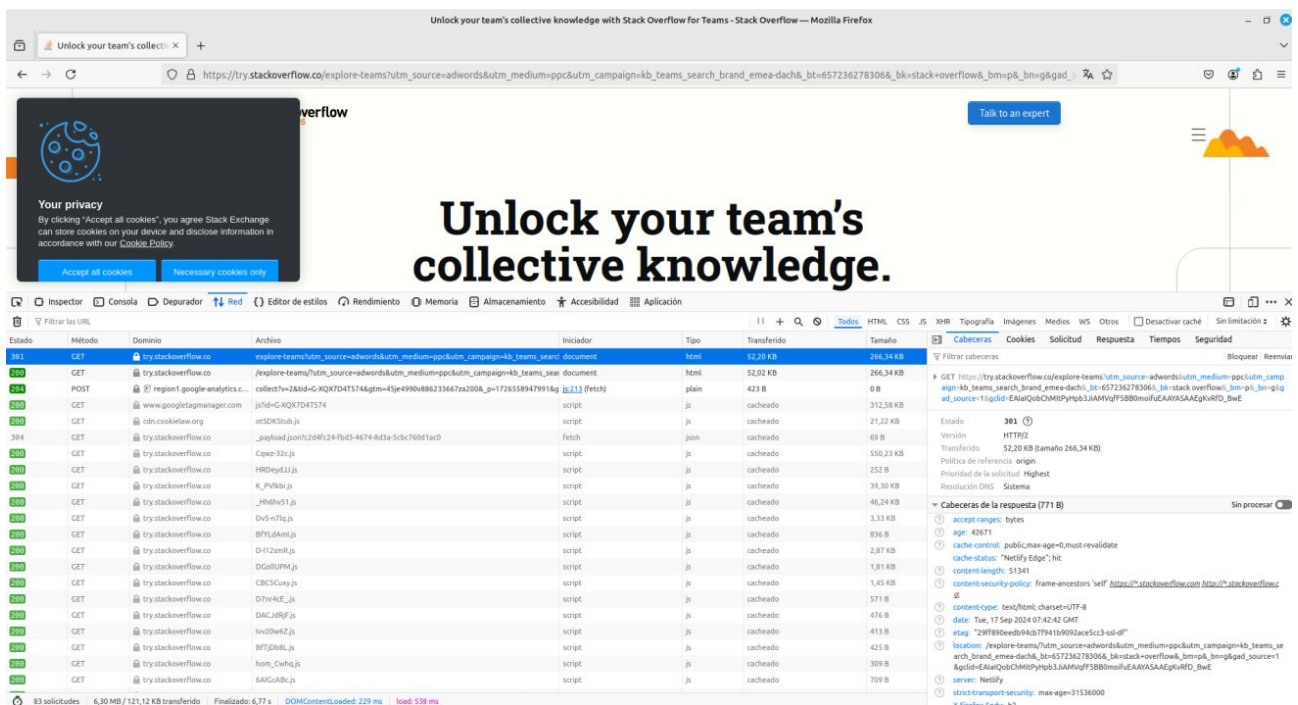 Unlock your team's collective knowledge with Stack Overflow for Teams - Stack Overflow — Mozilla Firefox
Unlock your team's collectiv
https://try.stackoverflow.co/explore-teams?utm_source=adwords&utm_medium=ppc&utm_campaign=kb_teams_search_brand_emea-dach&_bt=657236278306&_bk=stack+overflow&_bm=p&_bn=g&gad_s
verflow
Talk to an expert
Your privacy
By clicking "Accept all cookies", you agree Stack Exchange
can store cookies on your device and disclose information in
accordance with our Cookie Policy.
Accept all cookies Necessary cookies only
Unlock your team's
collective knowledge.
Inspector Consola Depurador Red Editor de estilos Rendimiento Memoria Almacenamiento Accesibilidad Aplicación
Filtrar las URL
Todos HTML CSS JS XHR Tipografía Imágenes Medios WS Otros Desactivar caché Sin limitación
Estado Método Dominio Archivo Iniciador Tipo Transferido Tamaño
301 GET try.stackoverflow.co explore-teams?utm_source=adwords&utm_medium=ppc&utm_campaign=kb_teams_searcl document html 52,20 KB 266,34 KB
200 GET try.stackoverflow.co /explore-teams/?utm_source=adwords&utm_medium=ppc&utm_campaign=kb_teams_sear document html 52,02 KB 266,34 KB
204 POST region1.google-analytics.c... js:213 (fetch) plain 423 B 0 B
200 GET www.googletagmanager.com js?id=G-XQX7D4T574 script js cacheado 312,58 KB
200 GET cdn.cookielaw.org otSDKStub.js script js cacheado 21,22 KB
304 GET try.stackoverflow.co _payload.json?c2d4fc24-fbd3-4674-8d3a-5cbc760d1ac0 fetch json cacheado 69 B
200 GET try.stackoverflow.co Cqwz-32c.js script js cacheado 550,23 KB
200 GET try.stackoverflow.co HRDeydJJ.js script js cacheado 252 B
200 GET try.stackoverflow.co K_PVlkbi.js script js cacheado 39,30 KB
200 GET try.stackoverflow.co _Hh6hv51.js script js cacheado 46,24 KB
200 GET try.stackoverflow.co Dv5-n7lq.js script js cacheado 3,33 KB
200 GET try.stackoverflow.co BfYLdAmI.js script js cacheado 836 B
200 GET try.stackoverflow.co D-I12smR.js script js cacheado 2,87 KB
200 GET try.stackoverflow.co DGollUPM.js script js cacheado 1,81 KB
200 GET try.stackoverflow.co CBC5Cuxy.js script js cacheado 1,45 KB
200 GET try.stackoverflow.co D7nr4cE_.js script js cacheado 571 B
200 GET try.stackoverflow.co DACJdRjF.js script js cacheado 476 B
200 GET try.stackoverflow.co Ivv20w6Z.js script js cacheado 413 B
200 GET try.stackoverflow.co BfTjDb8L.js script js cacheado 425 B
200 GET try.stackoverflow.co hom_Cwhq.js script js cacheado 309 B
200 GET try.stackoverflow.co 6AlGcABc.js script js cacheado 709 B
83 solicitudes 6,30 MB / 121,12 KB transferido Finalizado: 6,77 s DOMContentLoaded: 229 ms load: 538 ms
Cabeceras Cookies Solicitud Respuesta Tiempos Seguridad
Filtrar cabeceras Bloquear Reenviar
GET https://try.stackoverflow.co/explore-teams?utm_source=adwords&utm_medium=ppc&utm_camp
aign=kb_teams_search_brand_emea-dach&_bt=657236278306&_bk=stack overflow&_bm=p&_bn=g&g
Estado 301
Versión HTTP/2
Transferido 52,20 KB (tamaño 266,34 KB)
Política de referencia origin
Prioridad de la solicitud Highest
Resolución DNS Sistema
Cabeceras de la respuesta (771 B) Sin procesar
accept-ranges: bytes
age: 42671
cache-control: public,max-age=0,must-revalidate
cache-status: "Netlify Edge"; hit
content-length: 51341
content-security-policy: frame-ancestors 'self' https://*.stackoverflow.com http://*.stackoverflow.c
o
content-type: text/html; charset=UTF-8
date: Tue, 17 Sep 2024 07:42:42 GMT
etag: "29ff890eedb94cb7f941b9092ace5cc3-ssl-df"
location: /explore-teams/?utm_source=adwords&utm_medium=ppc&utm_campaign=kb_teams_se
arch_brand_emea-dach&_bt=657236278306&_bk=stack+overflow&_bm=p&_bn=g&gad_source=1
server: Netlify
strict-transport-security: max-age=31536000